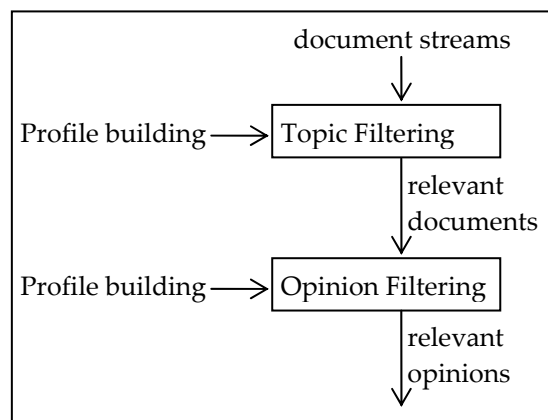 document streams
Profile building
Topic Filtering
relevant
documents
Profile building
Opinion Filtering
relevant
opinions